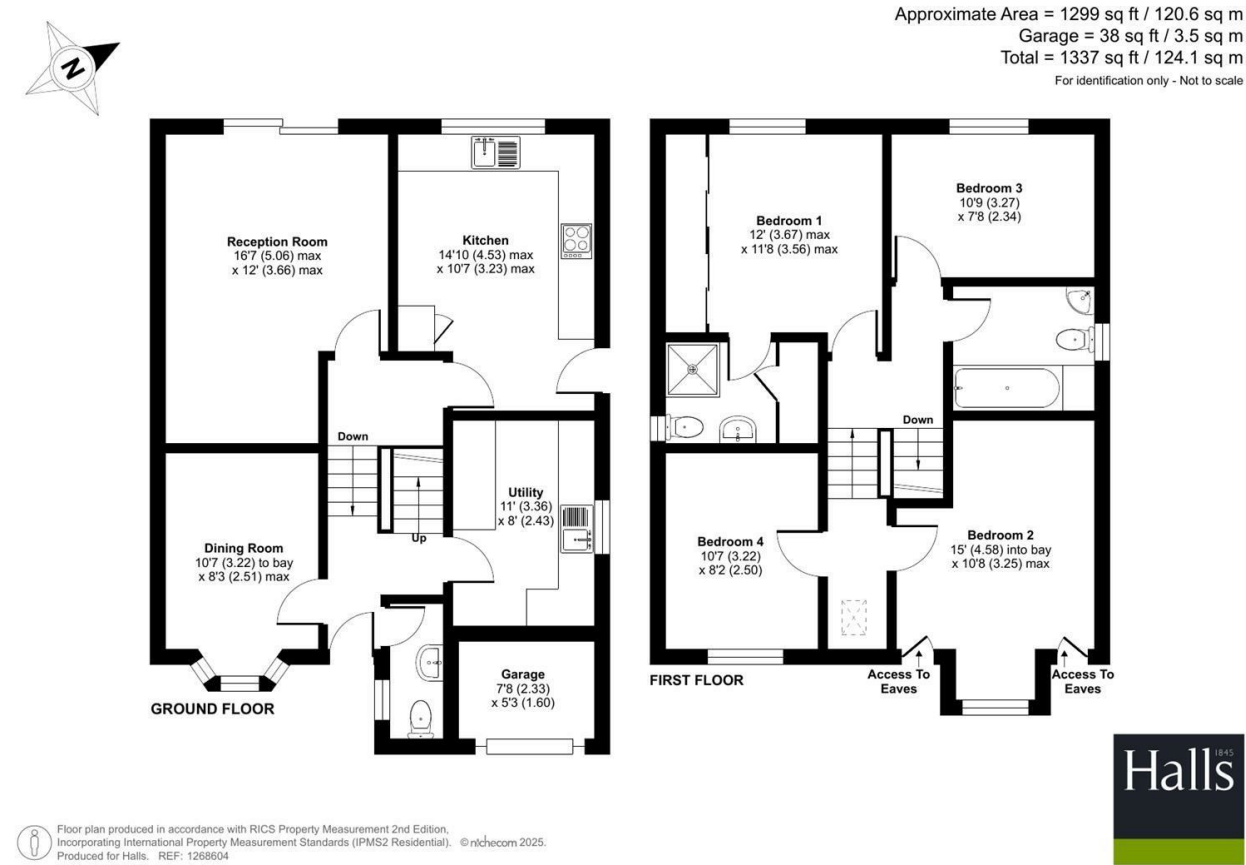 Approximate Area = 1299 sq ft / 120.6 sq m
Garage = 38 sq ft / 3.5 sq m
Total = 1337 sq ft / 124.1 sq m
For identification only - Not to scale
N
Reception Room
16'7 (5.06) max
x 12' (3.66) max
Kitchen
14'10 (4.53) max
x 10'7 (3.23) max
Down
Up
Utility
11' (3.36)
x 8' (2.43)
Dining Room
10'7 (3.22) to bay
x 8'3 (2.51) max
Garage
7'8 (2.33)
x 5'3 (1.60)
GROUND FLOOR
Bedroom 1
12' (3.67) max
x 11'8 (3.56) max
Bedroom 3
10'9 (3.27)
x 7'8 (2.34)
Down
Bedroom 4
10'7 (3.22)
x 8'2 (2.50)
Bedroom 2
15' (4.58) into bay
x 10'8 (3.25) max
Access To
Eaves
Access To
Eaves
FIRST FLOOR
Halls
1845
Floor plan produced in accordance with RICS Property Measurement 2nd Edition,
Incorporating International Property Measurement Standards (IPMS2 Residential). © nichecom 2025.
Produced for Halls. REF: 1268604